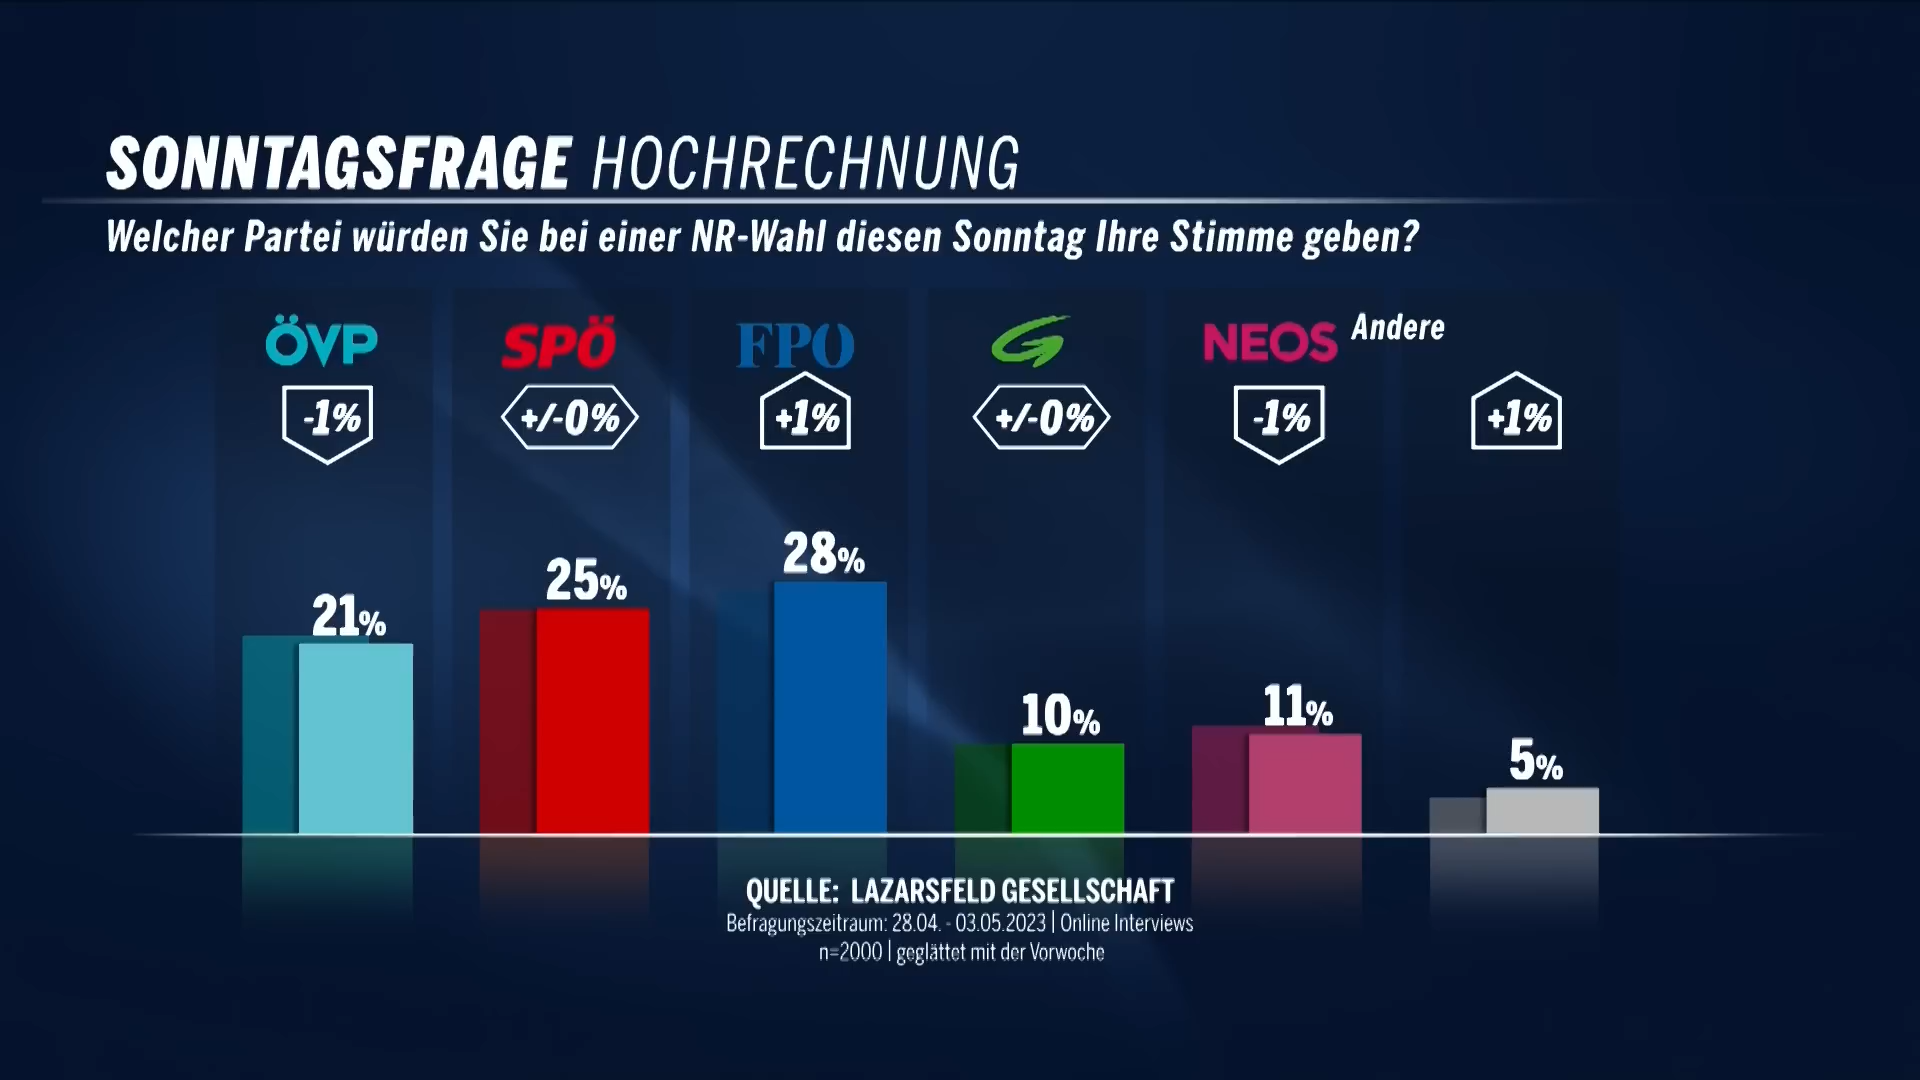 SONNTAGSFRAGE HOCHRECHNUNG
Welcher Partei würden Sie bei einer NR-Wahl diesen Sonntag Ihre Stimme geben?
ÖVP SPÖ FPÖ G NEOS Andere
-1% +/-0% +1% +/-0% -1% +1%
21% 25% 28% 10% 11% 5%
QUELLE: LAZARSFELD GESELLSCHAFT
Befragungszeitraum: 28.04. - 03.05.2023 | Online Interviews
n=2000 | geglättet mit der Vorwoche